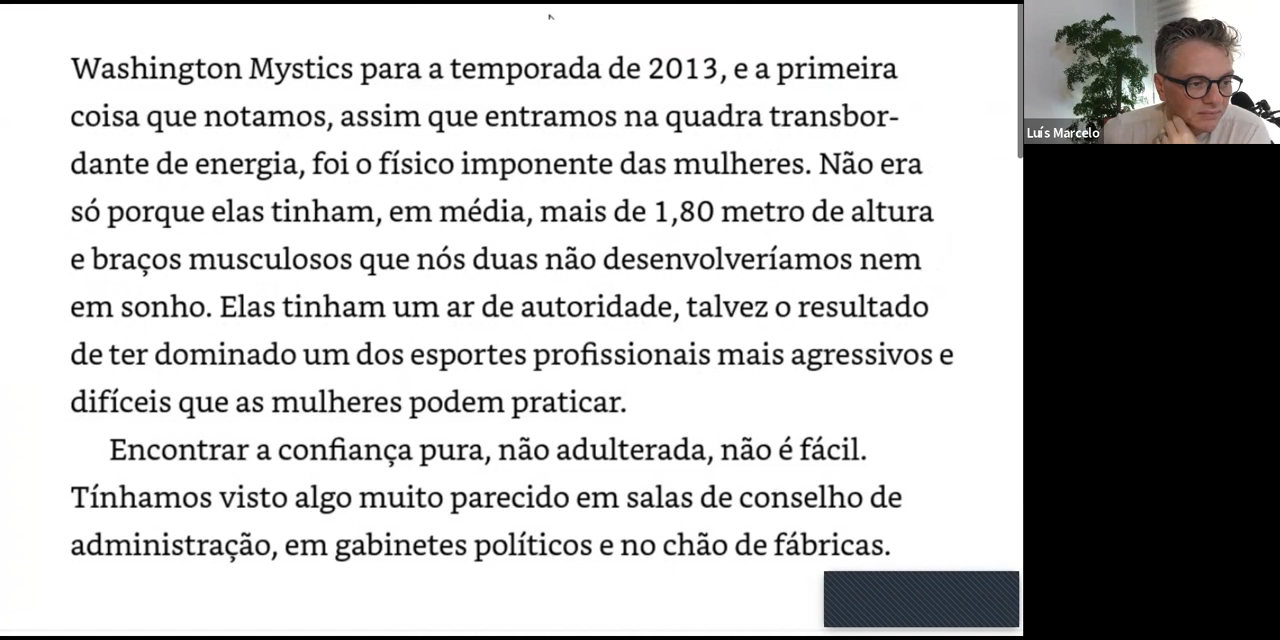 Washington Mystics para a temporada de 2013, e a primeira
coisa que notamos, assim que entramos na quadra transbor-
dante de energia, foi o físico imponente das mulheres. Não era
só porque elas tinham, em média, mais de 1,80 metro de altura
e braços musculosos que nós duas não desenvolveríamos nem
em sonho. Elas tinham um ar de autoridade, talvez o resultado
de ter dominado um dos esportes profissionais mais agressivos e
difíceis que as mulheres podem praticar.
Encontrar a confiança pura, não adulterada, não é fácil.
Tínhamos visto algo muito parecido em salas de conselho de
administração, em gabinetes políticos e no chão de fábricas.
Luís Marcelo